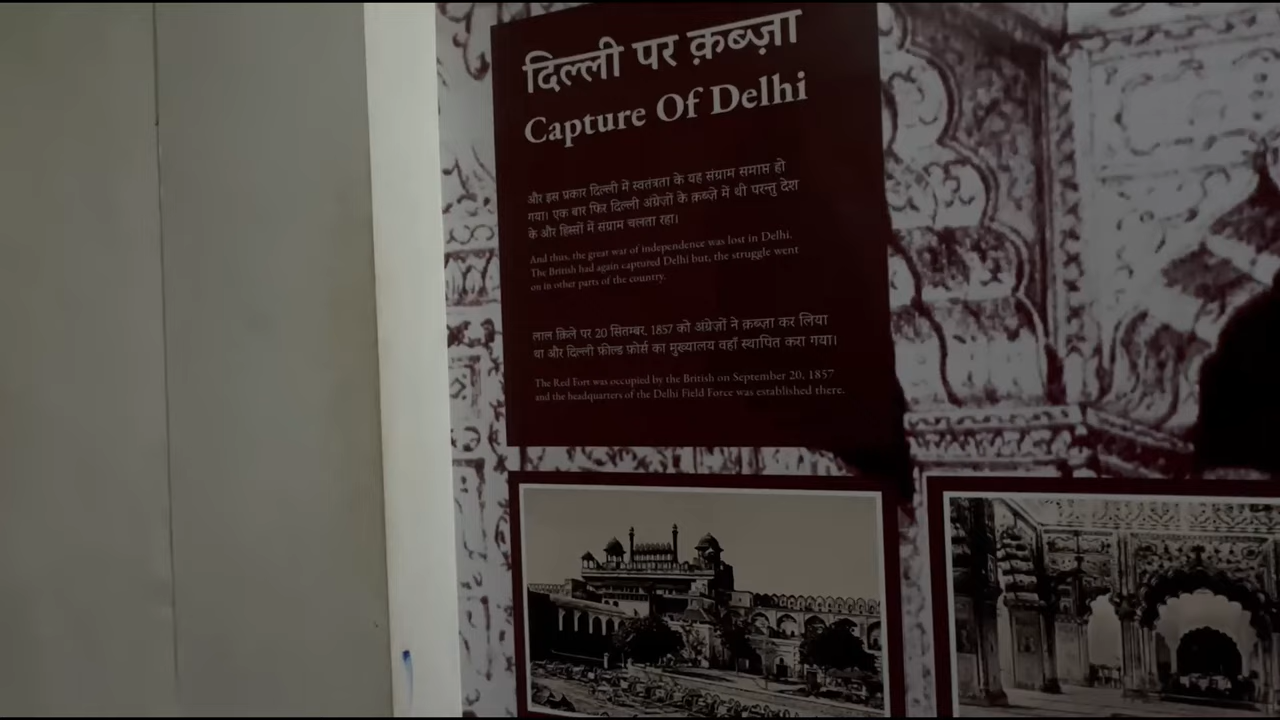 दिल्ली पर क़ब्ज़ा
Capture Of Delhi
और इस प्रकार दिल्ली में स्वतंत्रता के यह संग्राम समाप्त हो
गया। एक बार फिर दिल्ली अंग्रेज़ों के क़ब्ज़े में थी परन्तु देश
के और हिस्सों में संग्राम चलता रहा।
And thus, the great war of independence was lost in Delhi.
The British had again captured Delhi but, the struggle went
on in other parts of the country.
लाल क़िले पर 20 सितम्बर, 1857 को अंग्रेज़ों ने क़ब्ज़ा कर लिया
था और दिल्ली फ़ील्ड फ़ोर्स का मुख्यालय वहाँ स्थापित करा गया।
The Red Fort was occupied by the British on September 20, 1857
and the headquarters of the Delhi Field Force was established there.